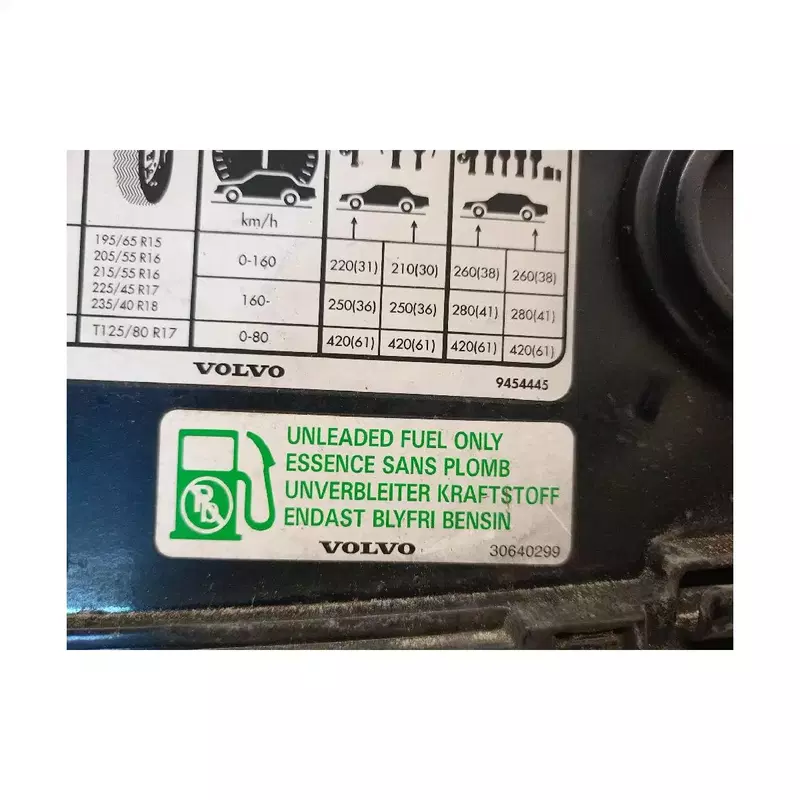 km/h
195/65 R15
205/55 R16
215/55 R16
225/45 R17
235/40 R18
0-160 220(31) 210(30) 260(38) 260(38)
160- 250(36) 250(36) 280(41) 280(41)
T125/80 R17 0-80 420(61) 420(61) 420(61) 420(61)
VOLVO 9454445
UNLEADED FUEL ONLY
ESSENCE SANS PLOMB
UNVERBLEITER KRAFTSTOFF
ENDAST BLYFRI BENSIN
Pb
VOLVO 30640299